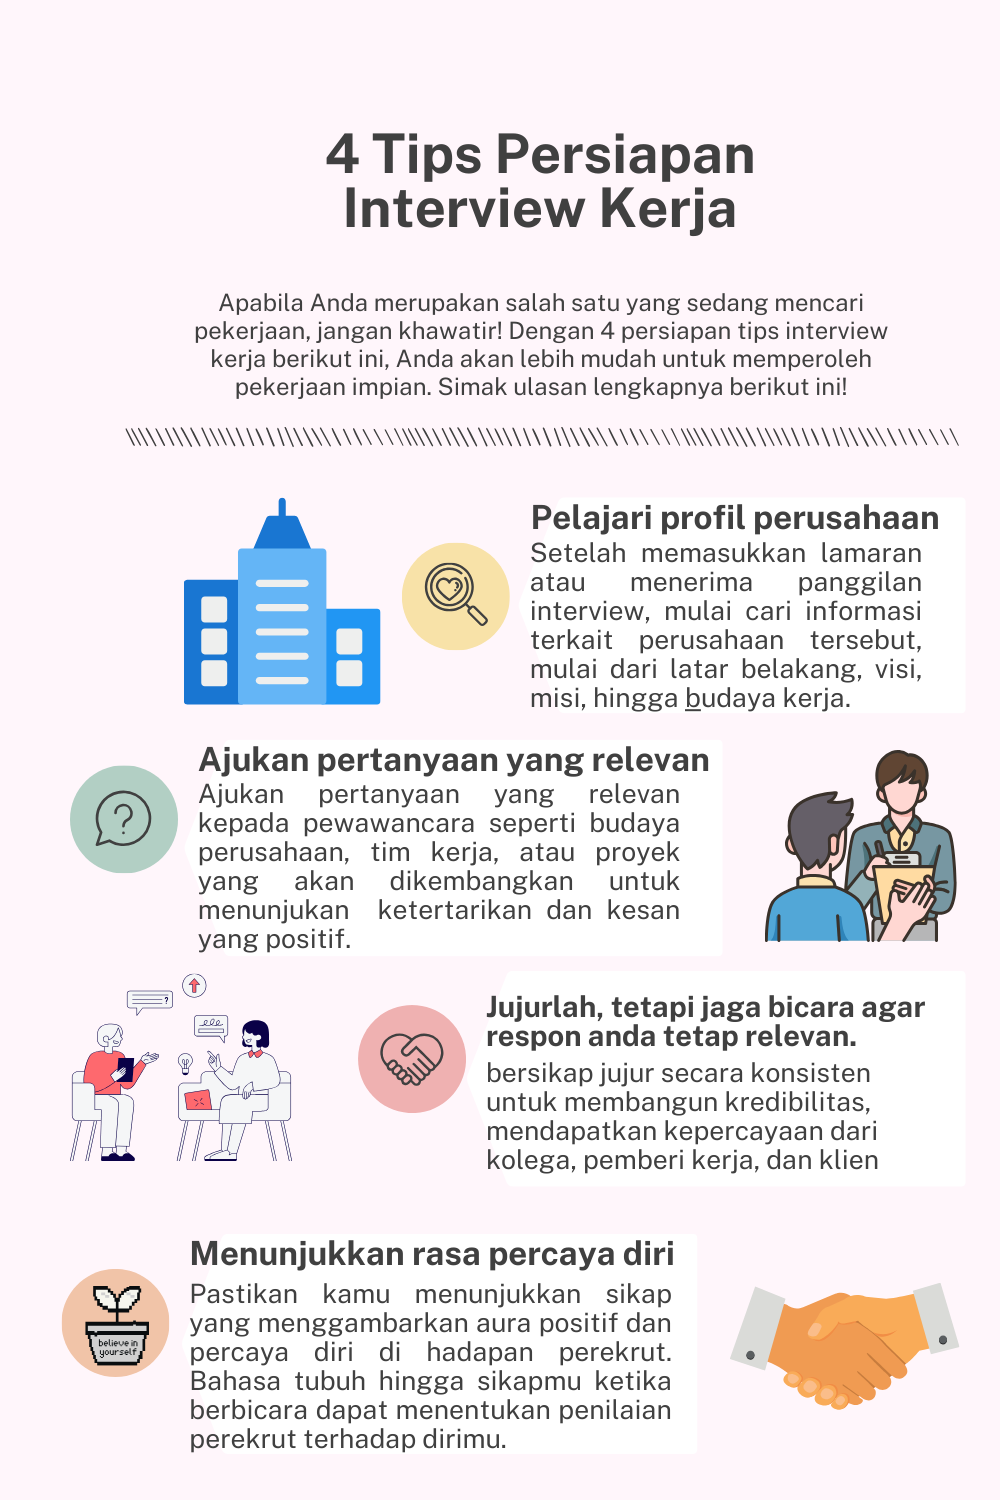 4 Tips Persiapan
Interview Kerja
Apabila Anda merupakan salah satu yang sedang mencari
pekerjaan, jangan khawatir! Dengan 4 persiapan tips interview
kerja berikut ini, Anda akan lebih mudah untuk memperoleh
pekerjaan impian. Simak ulasan lengkapnya berikut ini!
Pelajari profil perusahaan
Setelah memasukkan lamaran
atau menerima panggilan
interview, mulai cari informasi
terkait perusahaan tersebut,
mulai dari latar belakang, visi,
misi, hingga budaya kerja.
Ajukan pertanyaan yang relevan
Ajukan pertanyaan yang relevan
kepada pewawancara seperti budaya
perusahaan, tim kerja, atau proyek
yang akan dikembangkan untuk
menunjukan ketertarikan dan kesan
yang positif.
Jujurlah, tetapi jaga bicara agar
respon anda tetap relevan.
bersikap jujur secara konsisten
untuk membangun kredibilitas,
mendapatkan kepercayaan dari
kolega, pemberi kerja, dan klien
Menunjukkan rasa percaya diri
Pastikan kamu menunjukkan sikap
yang menggambarkan aura positif dan
percaya diri di hadapan perekrut.
Bahasa tubuh hingga sikapmu ketika
berbicara dapat menentukan penilaian
perekrut terhadap dirimu.
believe in
yourself